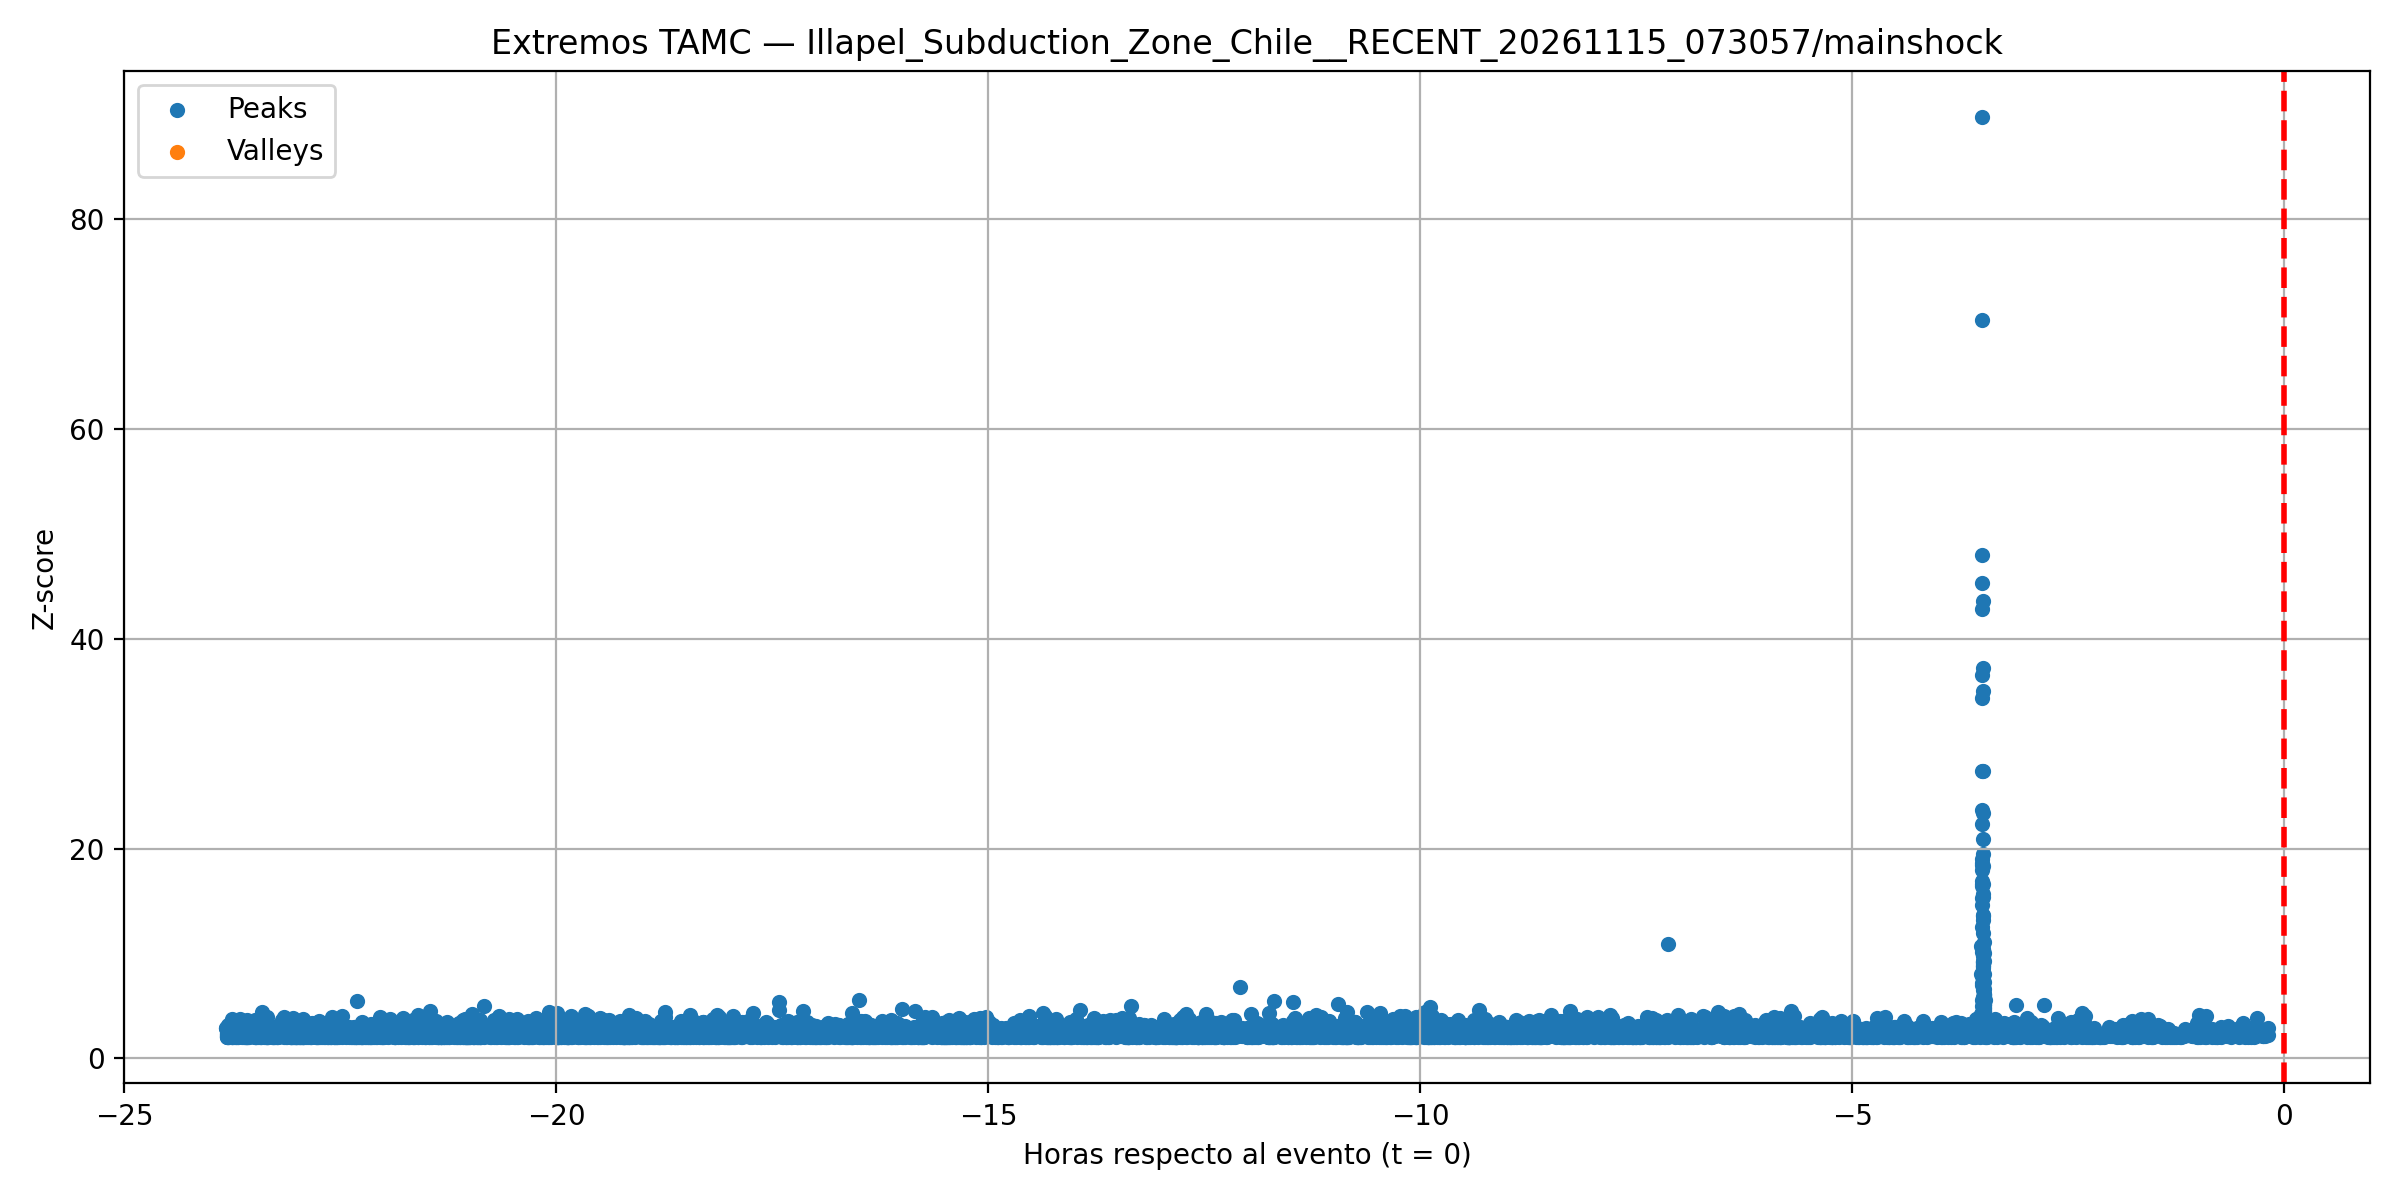 Extremos TAMC — Illapel_Subduction_Zone_Chile__RECENT_20261115_073057/mainshock
Peaks
Valleys
Z-score
80
60
40
20
0
−25
−20
−15
−10
−5
0
Horas respecto al evento (t = 0)